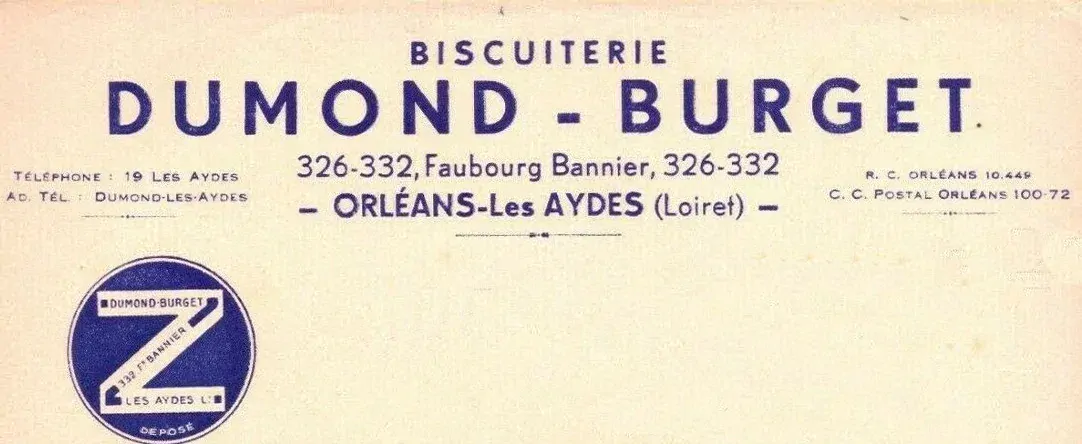 BISCUITERIE
DUMOND - BURGET
326-332, Faubourg Bannier, 326-332
— ORLÉANS-Les AYDES (Loiret) —
TÉLÉPHONE : 19 LES AYDES
AD. TÉL. : DUMOND-LES-AYDES
R. C. ORLÉANS 10.449
C. C. POSTAL ORLÉANS 100-72
DUMOND-BURGET
332 Fg BANNIER
LES AYDES L.
DÉPOSÉ